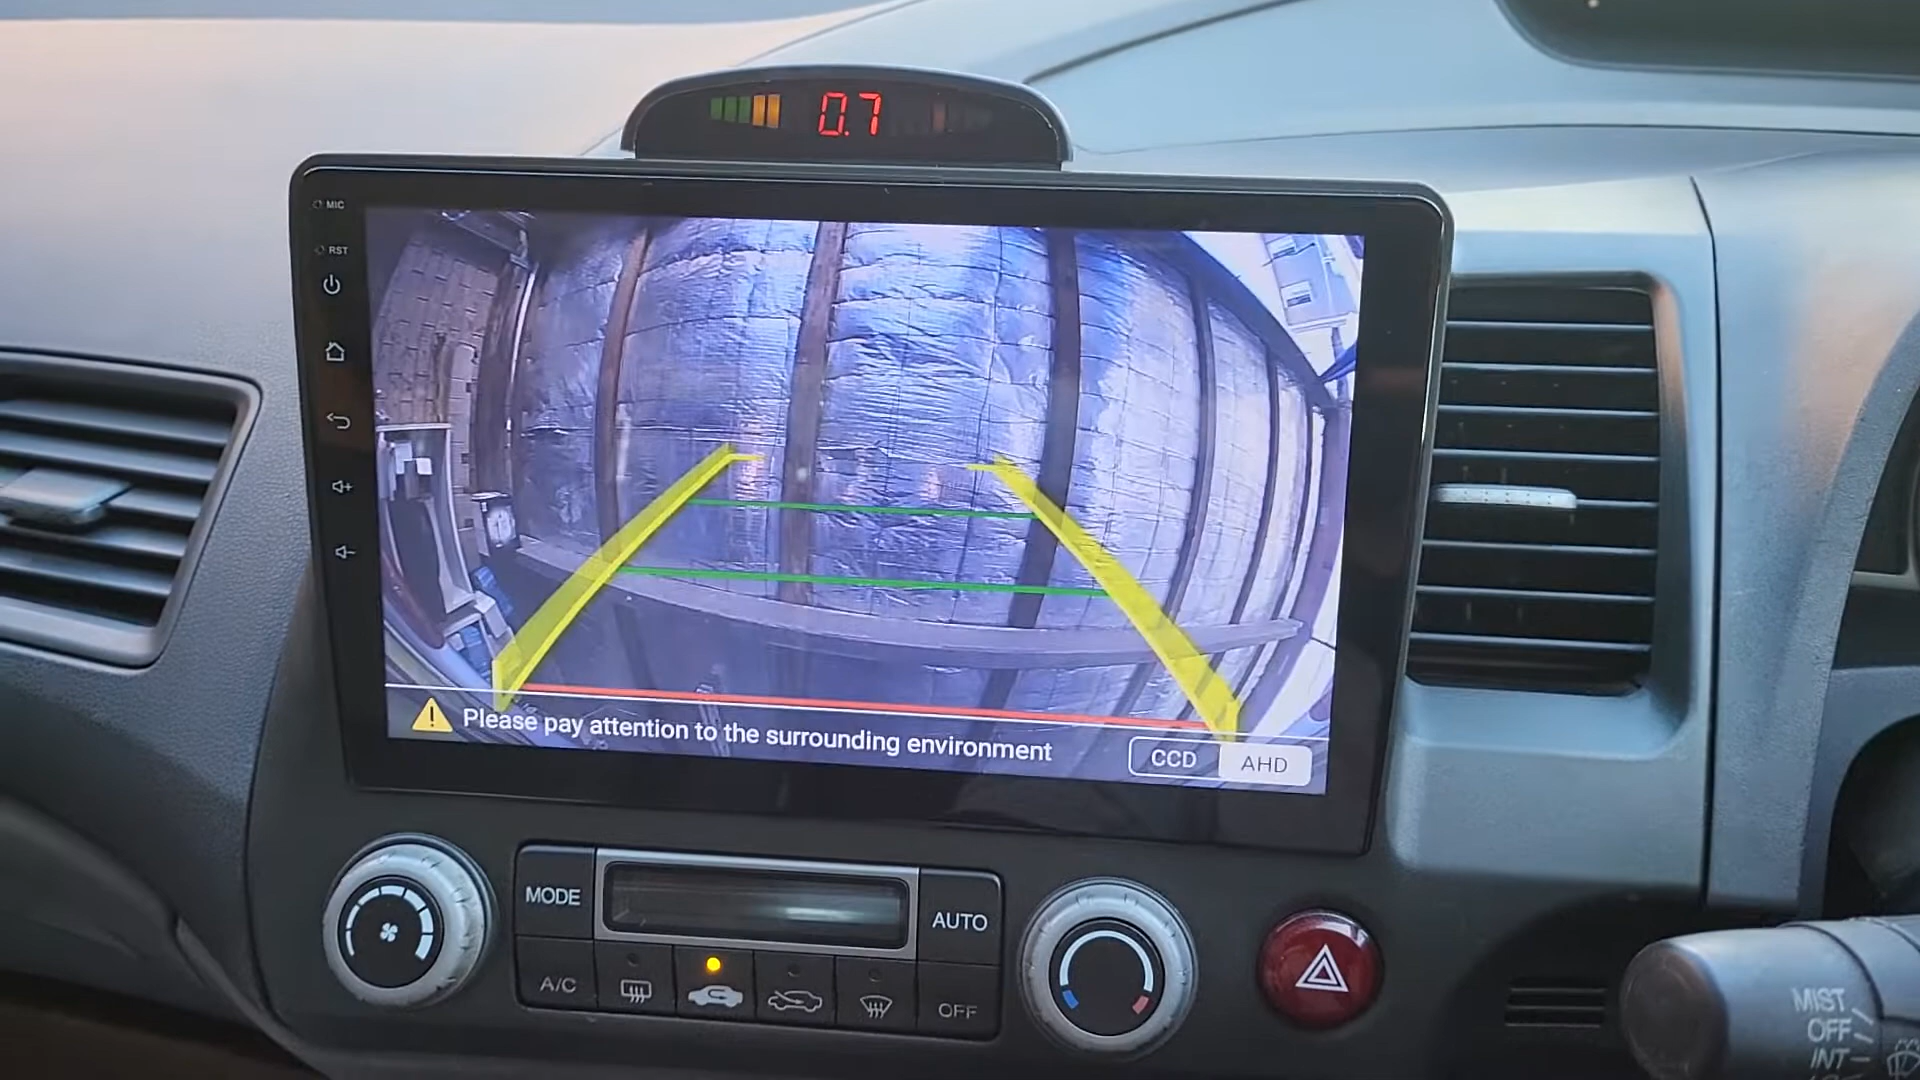 0.7
MIC
RST
Please pay attention to the surrounding environment
CCD AHD
MODE
AUTO
A/C
OFF
MIST
OFF
INT